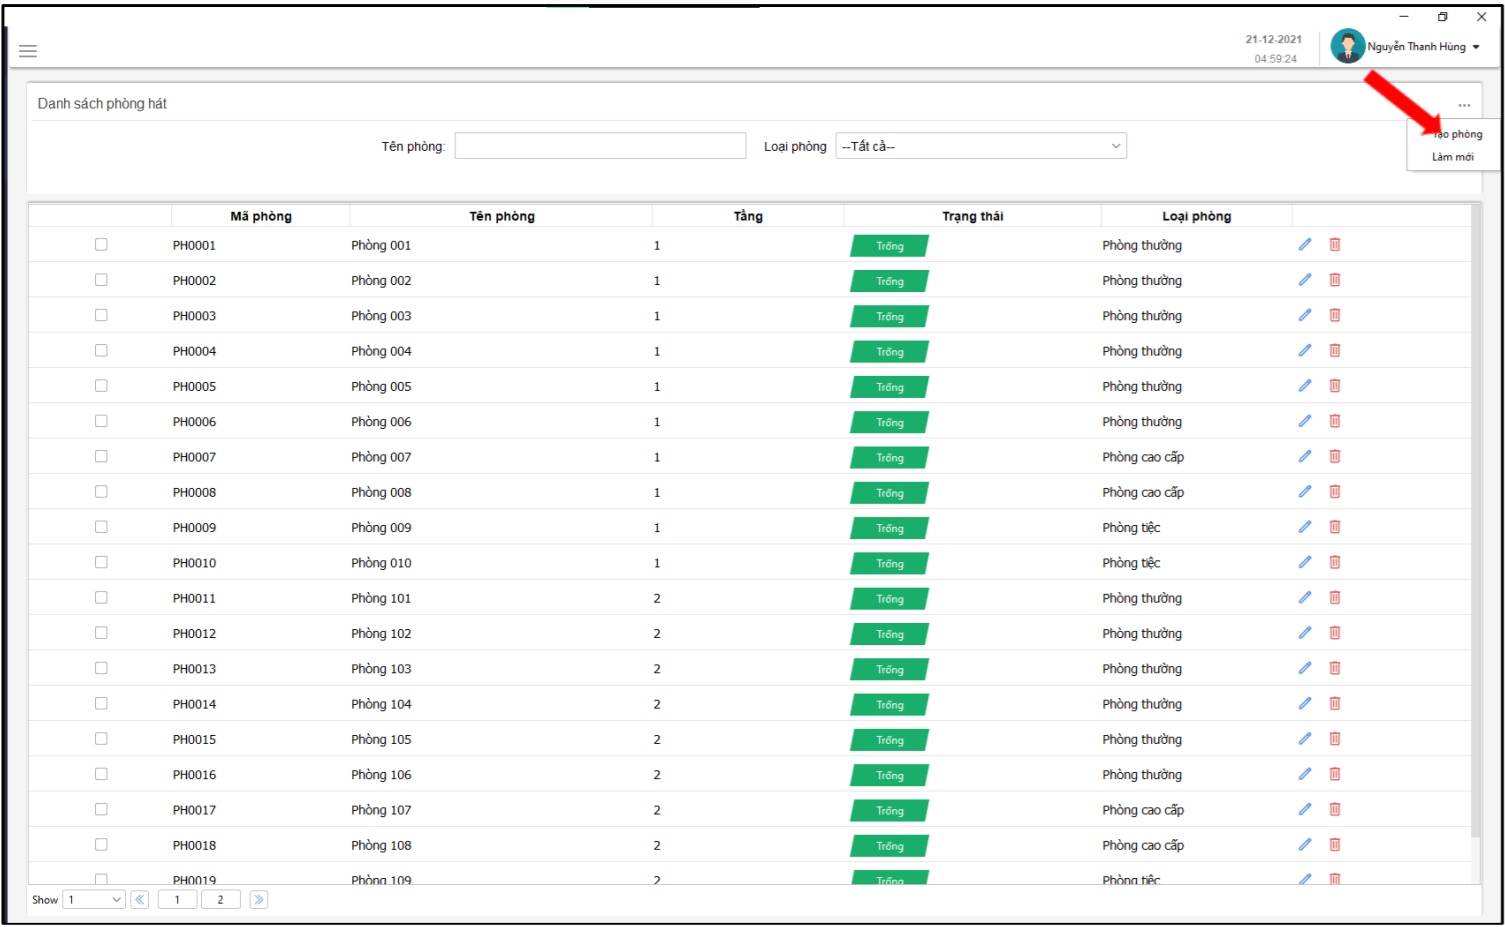 21-12-2021
04:59:24
Nguyễn Thanh Hùng
Danh sách phòng hát
...
Tạo phòng
Làm mới
Tên phòng:
Loại phòng --Tất cả--
Mã phòng Tên phòng Tầng Trạng thái Loại phòng
PH0001 Phòng 001 1 Trống Phòng thường
PH0002 Phòng 002 1 Trống Phòng thường
PH0003 Phòng 003 1 Trống Phòng thường
PH0004 Phòng 004 1 Trống Phòng thường
PH0005 Phòng 005 1 Trống Phòng thường
PH0006 Phòng 006 1 Trống Phòng thường
PH0007 Phòng 007 1 Trống Phòng cao cấp
PH0008 Phòng 008 1 Trống Phòng cao cấp
PH0009 Phòng 009 1 Trống Phòng tiệc
PH0010 Phòng 010 1 Trống Phòng tiệc
PH0011 Phòng 101 2 Trống Phòng thường
PH0012 Phòng 102 2 Trống Phòng thường
PH0013 Phòng 103 2 Trống Phòng thường
PH0014 Phòng 104 2 Trống Phòng thường
PH0015 Phòng 105 2 Trống Phòng thường
PH0016 Phòng 106 2 Trống Phòng thường
PH0017 Phòng 107 2 Trống Phòng cao cấp
PH0018 Phòng 108 2 Trống Phòng cao cấp
PH0019 Phòng 109 2 Trống Phòng tiệc
Show 1 1 2